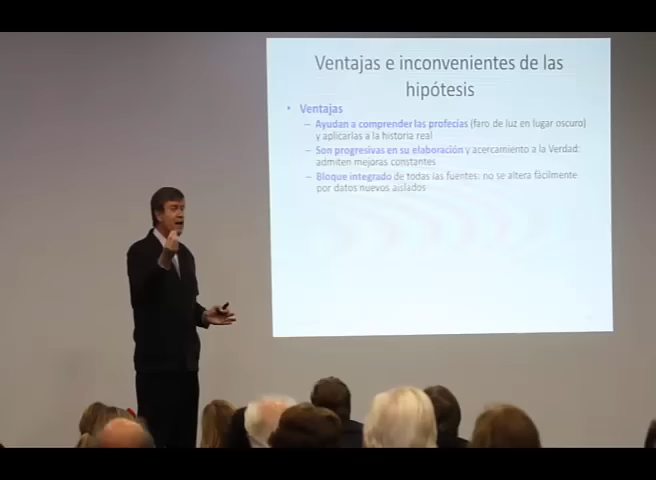 Ventajas e inconvenientes de las
hipótesis
• Ventajas
– Ayudan a comprender las profecías (faro de luz en lugar oscuro)
y aplicarlas a la historia real
– Son progresivas en su elaboración y acercamiento a la Verdad:
admiten mejoras constantes
– Bloque integrado de todas las fuentes: no se altera fácilmente
por datos nuevos aislados